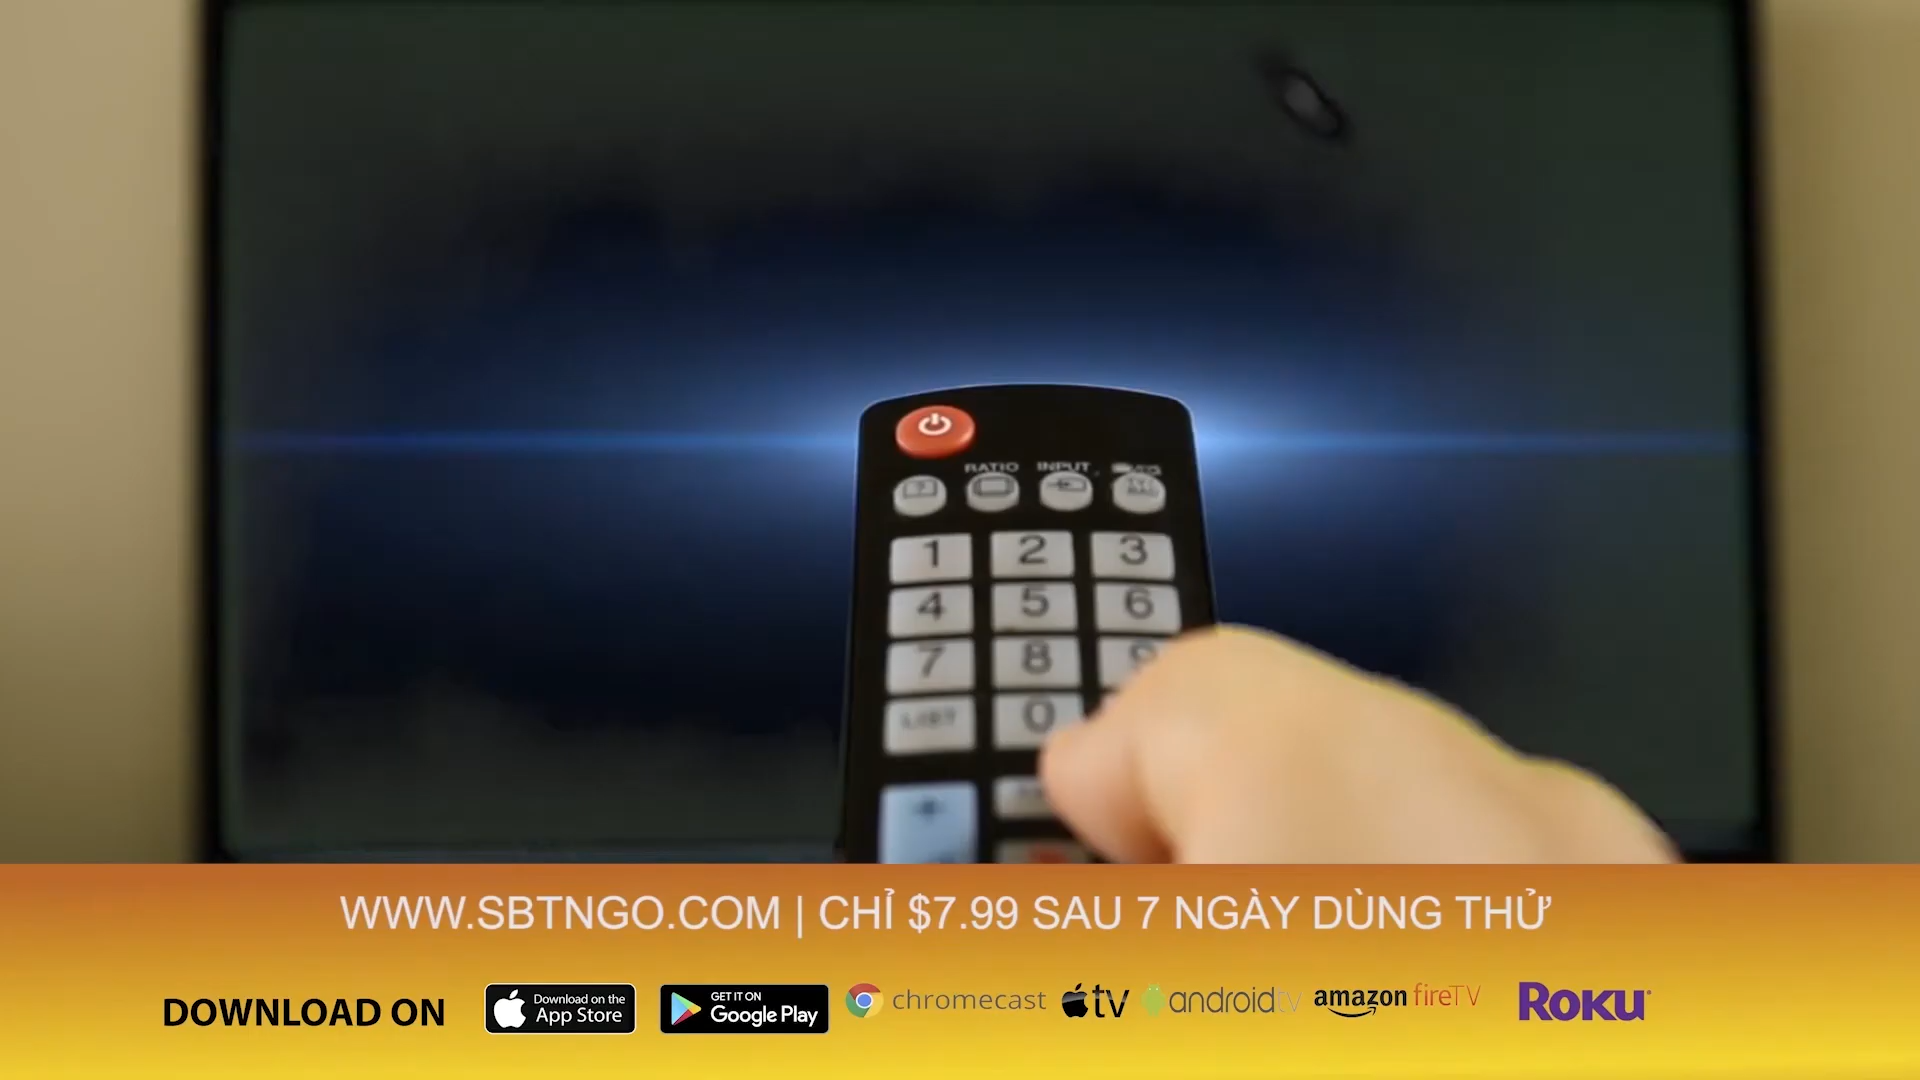 RATIO INPUT
1 2 3
4 5 6
7 8 9
LIST 0
+
WWW.SBTNGO.COM | CHỈ $7.99 SAU 7 NGÀY DÙNG THỬ
DOWNLOAD ON
Download on the
App Store
GET IT ON
Google Play
chromecast
tv
androidtv
amazon fireTV
ROKU